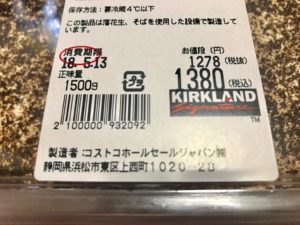 保存方法：要冷蔵4℃以下
この製品は落花生、そばを使用した設備で製造して
います。
消費期限
18.5.13
正味量
1500g
お値段（円）
1278（税抜）
1380（税込）
プラ
KIRKLAND
Signature
2100000932092
製造者：コストコホールセールジャパン㈱
静岡県浜松市東区上西町1020-28